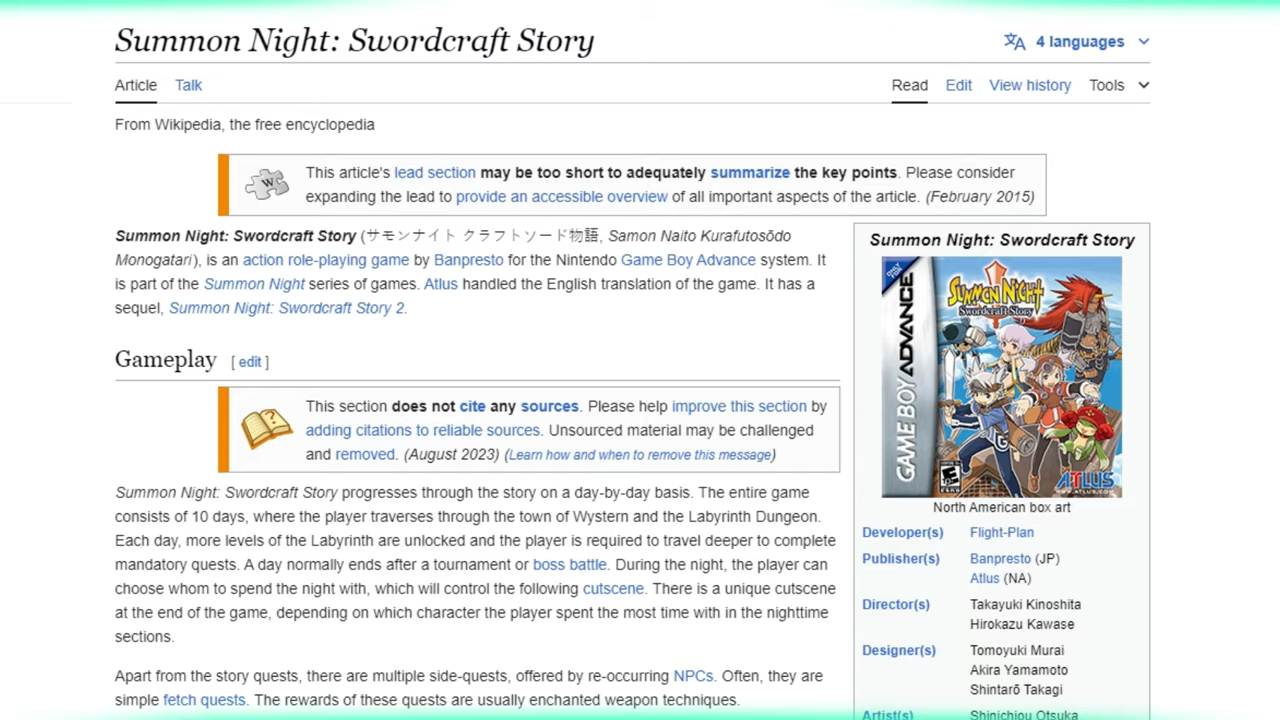 Summon Night: Swordcraft Story
4 languages
Article Talk
Read Edit View history Tools
From Wikipedia, the free encyclopedia
This article's lead section may be too short to adequately summarize the key points. Please consider
expanding the lead to provide an accessible overview of all important aspects of the article. (February 2015)
Summon Night: Swordcraft Story (サモンナイト クラフトソード物語, Samon Naito Kurafutosōdo
Monogatari), is an action role-playing game by Banpresto for the Nintendo Game Boy Advance system. It
is part of the Summon Night series of games. Atlus handled the English translation of the game. It has a
sequel, Summon Night: Swordcraft Story 2.
Gameplay [ edit ]
This section does not cite any sources. Please help improve this section by
adding citations to reliable sources. Unsourced material may be challenged
and removed. (August 2023) (Learn how and when to remove this message)
Summon Night: Swordcraft Story progresses through the story on a day-by-day basis. The entire game
consists of 10 days, where the player traverses through the town of Wystern and the Labyrinth Dungeon.
Each day, more levels of the Labyrinth are unlocked and the player is required to travel deeper to complete
mandatory quests. A day normally ends after a tournament or boss battle. During the night, the player can
choose whom to spend the night with, which will control the following cutscene. There is a unique cutscene
at the end of the game, depending on which character the player spent the most time with in the nighttime
sections.
Apart from the story quests, there are multiple side-quests, offered by re-occurring NPCs. Often, they are
simple fetch quests. The rewards of these quests are usually enchanted weapon techniques.
Summon Night: Swordcraft Story
ONLY FOR
GAME BOY ADVANCE
SUMMON NIGHT
Swordcraft Story
E
ATLUS
WWW.ATLUS.COM
North American box art
Developer(s) Flight-Plan
Publisher(s) Banpresto (JP)
Atlus (NA)
Director(s) Takayuki Kinoshita
Hirokazu Kawase
Designer(s) Tomoyuki Murai
Akira Yamamoto
Shintarō Takagi
Artist(s) Shinichiou Otsuka